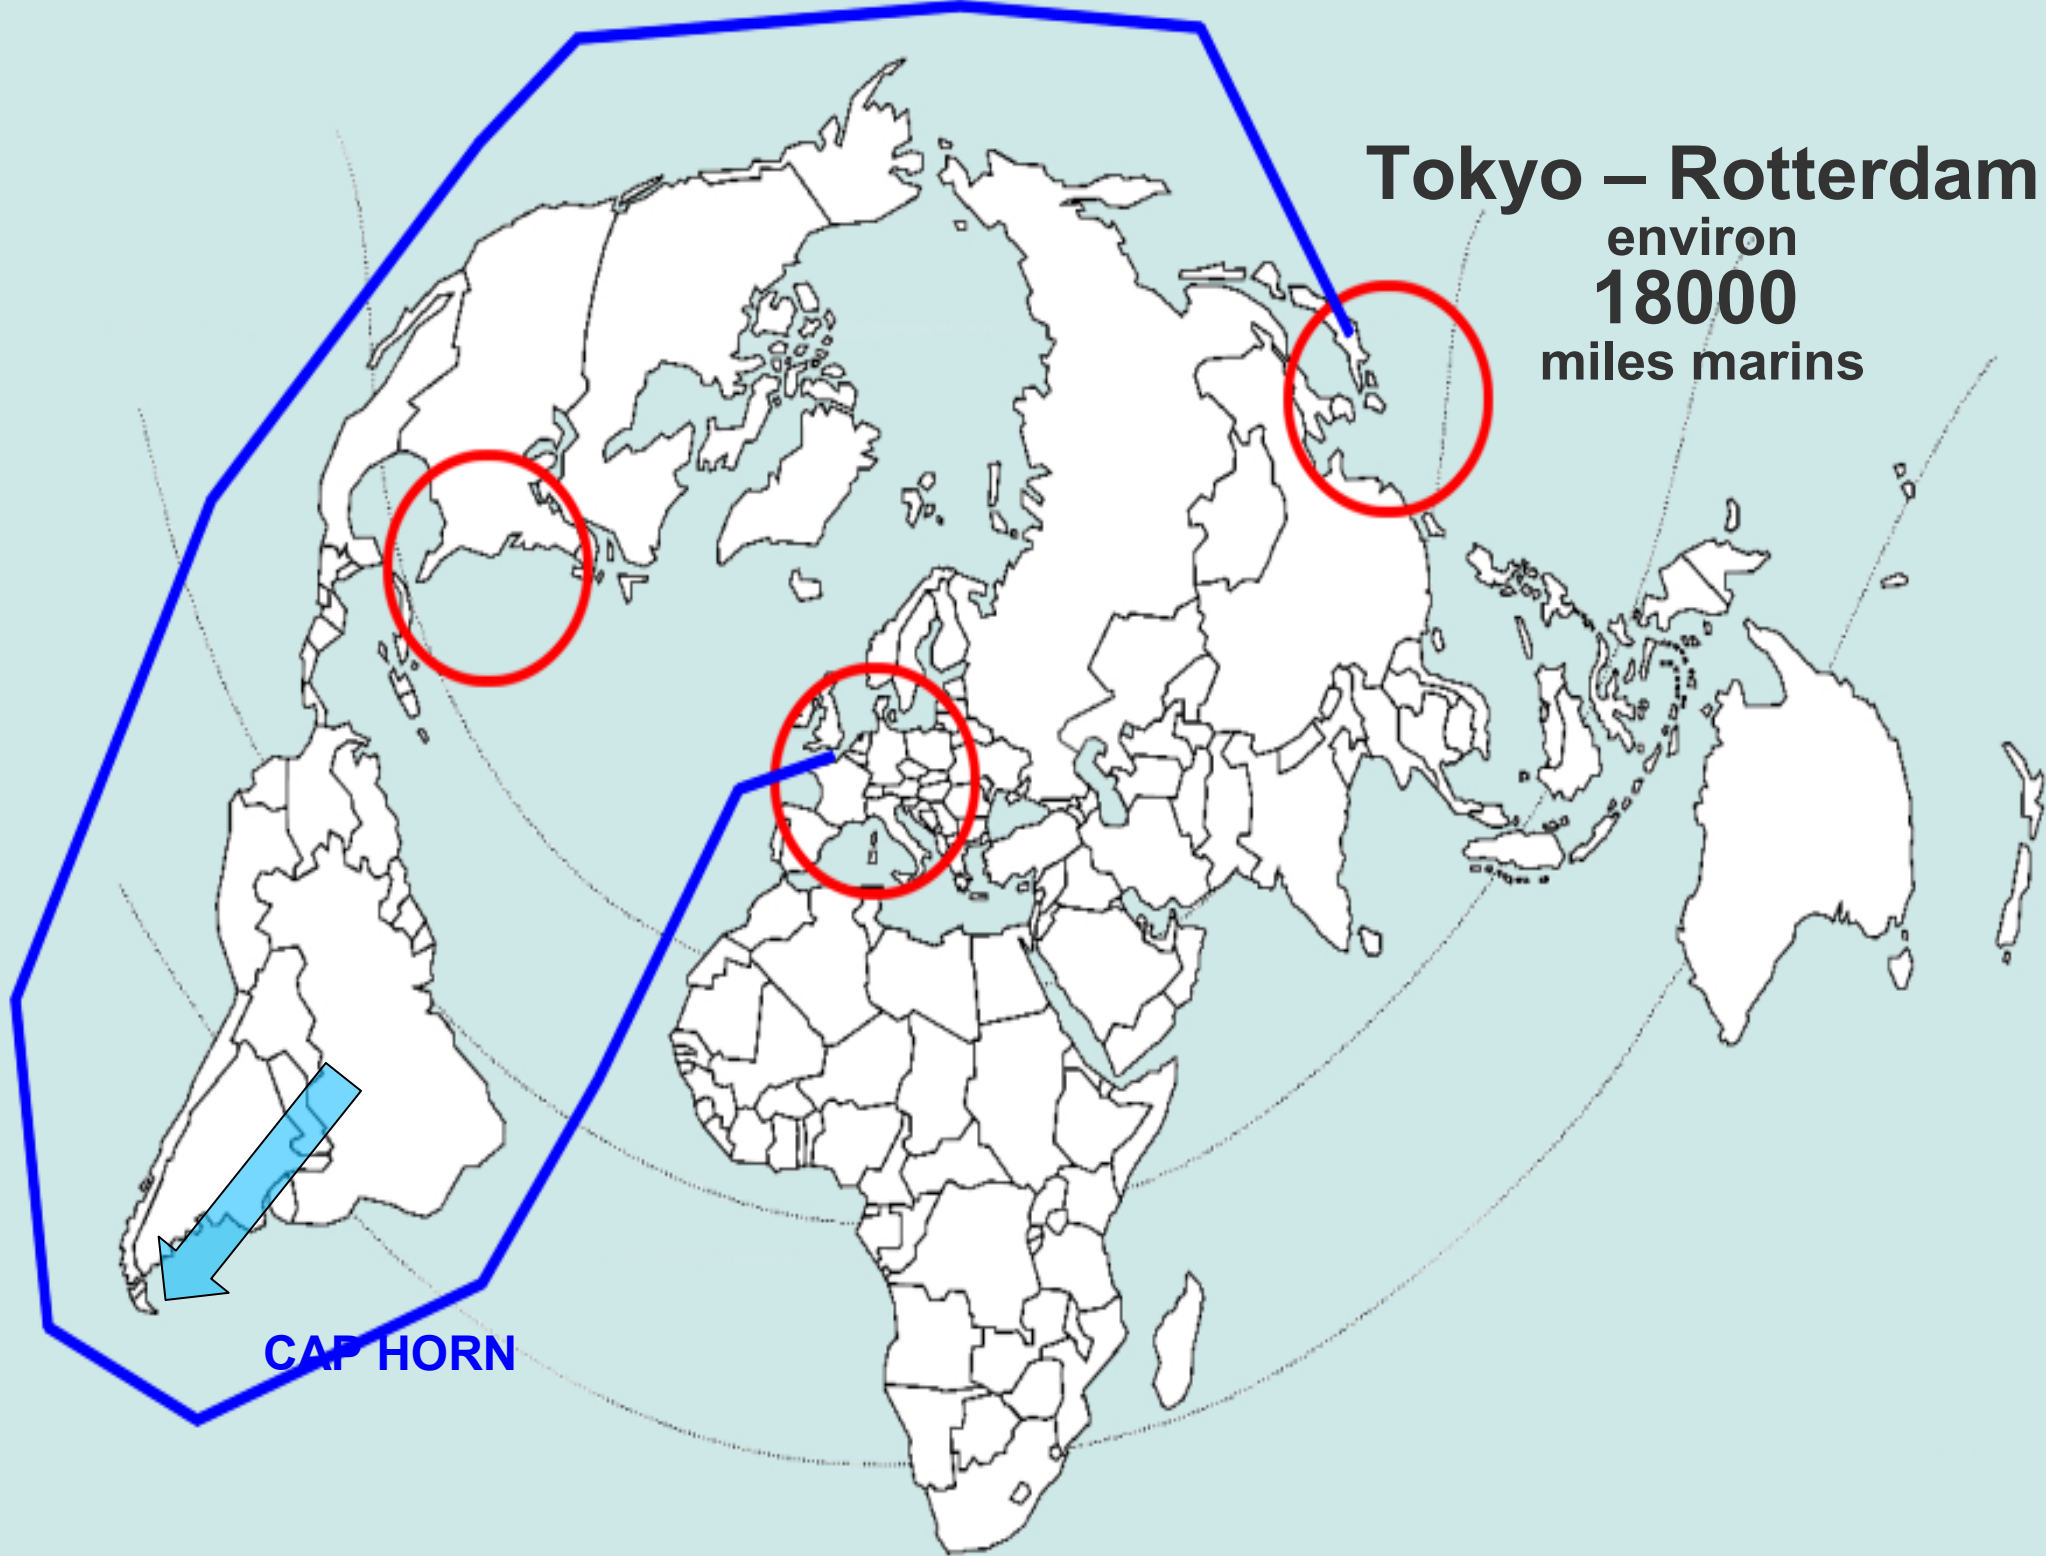 Tokyo – Rotterdam
environ
18000
miles marins
CAP HORN